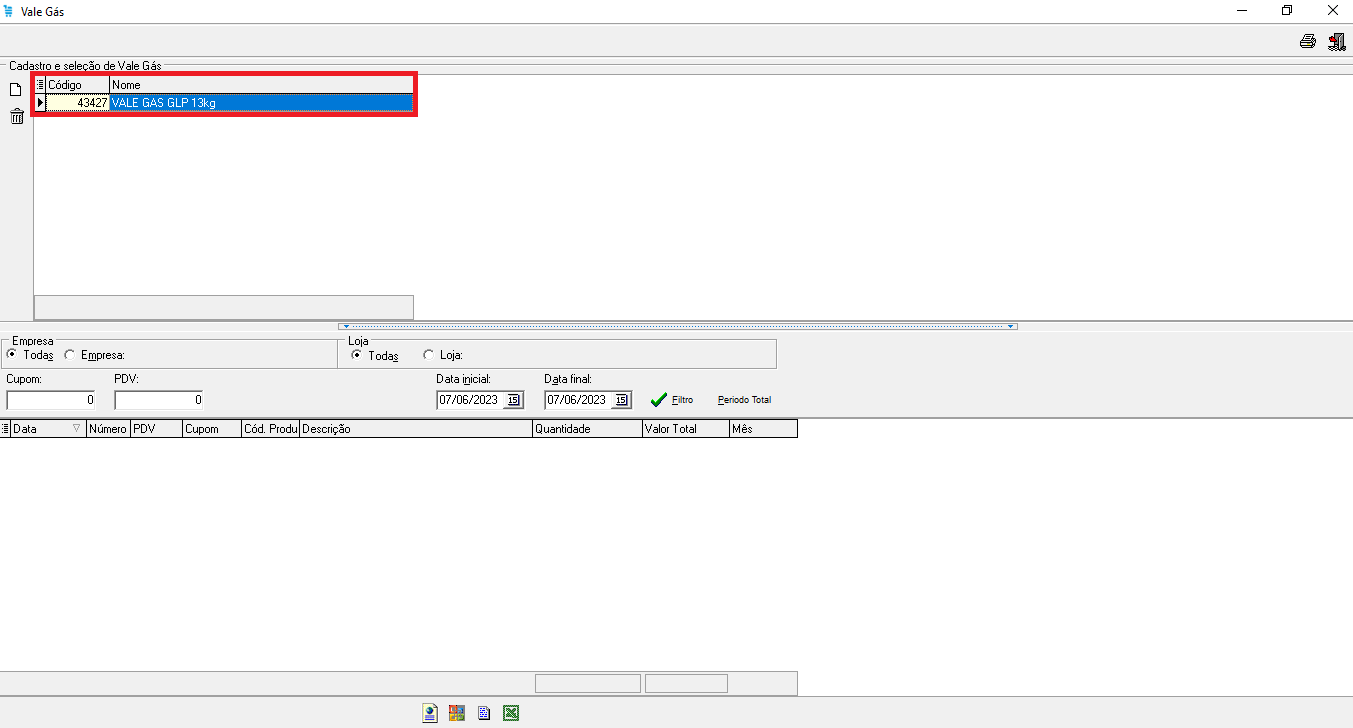 Vale Gás
Cadastro e seleção de Vale Gás
Código Nome
43427 VALE GAS GLP 13kg
Empresa Loja
Todas Empresa: Todas Loja:
Cupom: PDV: Data inicial: Data final:
0 0 07/06/2023 15 07/06/2023 15 Filtro Periodo Total
Data Número PDV Cupom Cód. Produ Descrição Quantidade Valor Total Mês